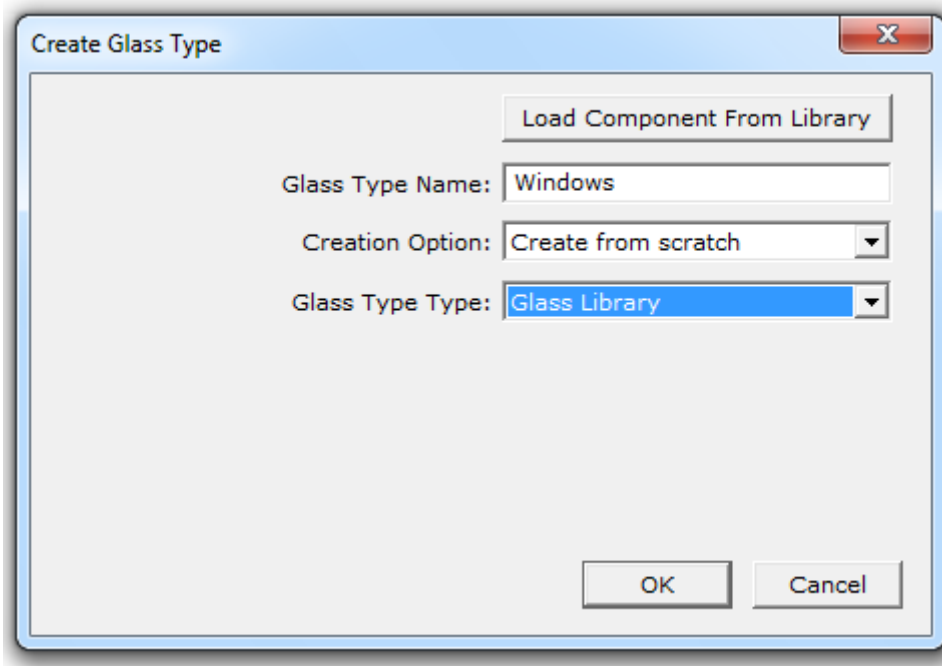 Create Glass Type
Load Component From Library
Glass Type Name: Windows
Creation Option: Create from scratch
Glass Type Type: Glass Library
OK Cancel